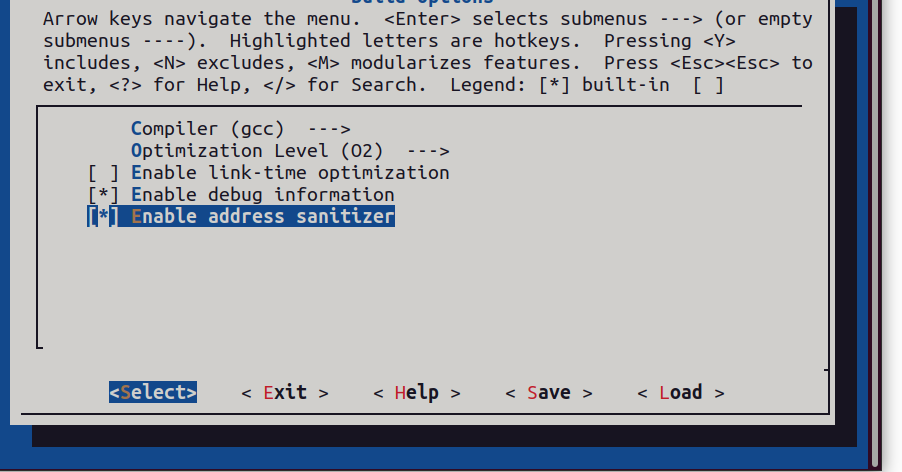 Build Options
Arrow keys navigate the menu.  <Enter> selects submenus ---> (or empty
submenus ----).  Highlighted letters are hotkeys.  Pressing <Y>
includes, <N> excludes, <M> modularizes features.  Press <Esc><Esc> to
exit, <?> for Help, </> for Search.  Legend: [*] built-in  [ ]
Compiler (gcc)  --->
Optimization Level (O2)  --->
[ ] Enable link-time optimization
[*] Enable debug information
[*] Enable address sanitizer
<Select>    < Exit >    < Help >    < Save >    < Load >